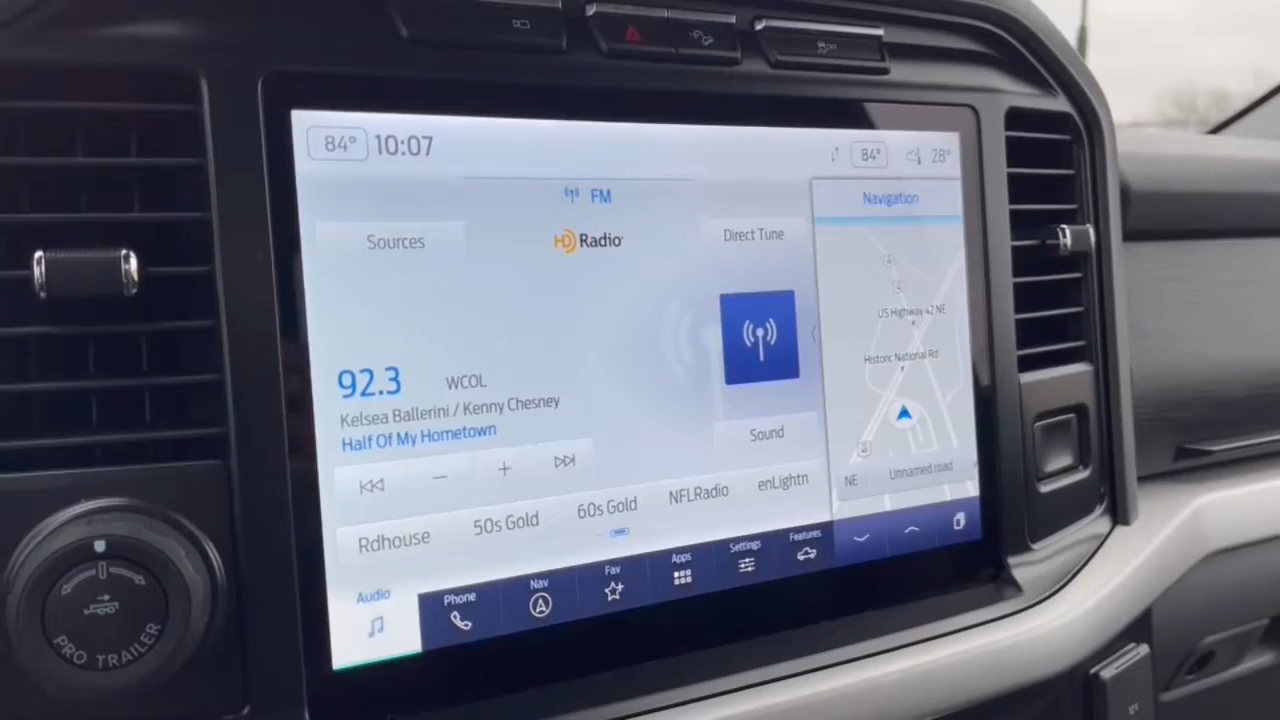 84° 10:07
84° 28°
FM
Navigation
Sources
HD Radio
Direct Tune
US Highway 42 NE
Historic National Rd
92.3 WCOL
Kelsea Ballerini / Kenny Chesney
Half Of My Hometown
Sound
NE Unnamed road
− +
Rdhouse 50s Gold 60s Gold NFLRadio enLightn
Audio Phone Nav Fav Apps Settings Features
PRO TRAILER